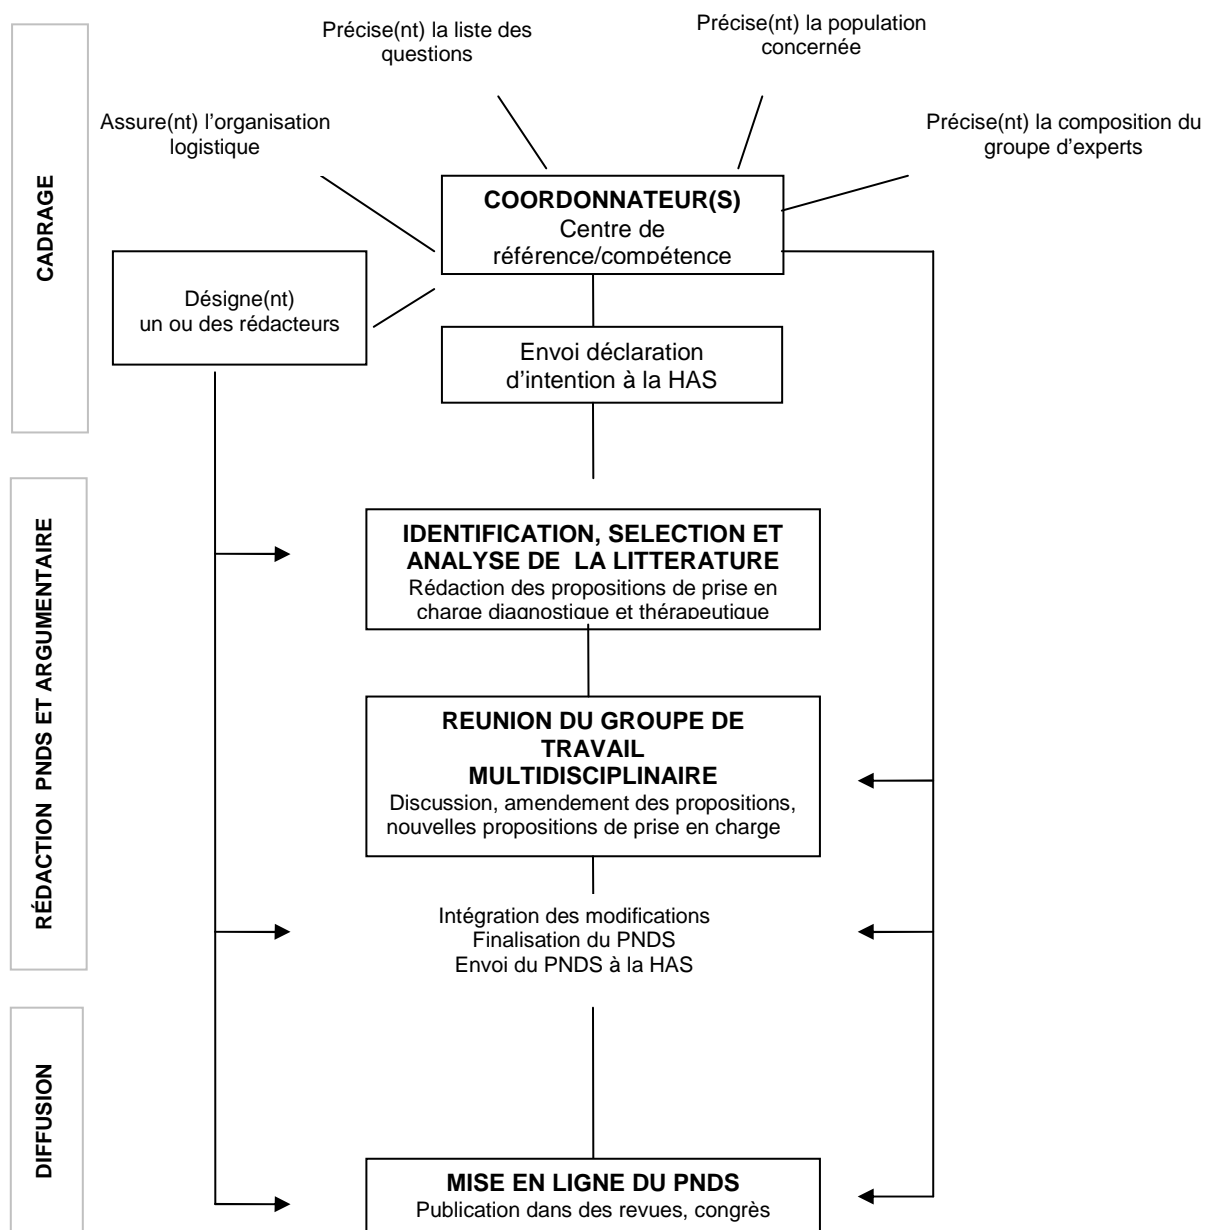 Précise(nt) la liste des
questions
Précise(nt) la population
concernée
Assure(nt) l’organisation
logistique
Précise(nt) la composition du
groupe d’experts
CADRAGE
COORDONNATEUR(S)
Centre de
référence/compétence
Désigne(nt)
un ou des rédacteurs
Envoi déclaration
d’intention à la HAS
RÉDACTION PNDS ET ARGUMENTAIRE
IDENTIFICATION, SELECTION ET
ANALYSE DE LA LITTERATURE
Rédaction des propositions de prise en
charge diagnostique et thérapeutique
REUNION DU GROUPE DE
TRAVAIL
MULTIDISCIPLINAIRE
Discussion, amendement des propositions,
nouvelles propositions de prise en charge
Intégration des modifications
Finalisation du PNDS
Envoi du PNDS à la HAS
DIFFUSION
MISE EN LIGNE DU PNDS
Publication dans des revues, congrès